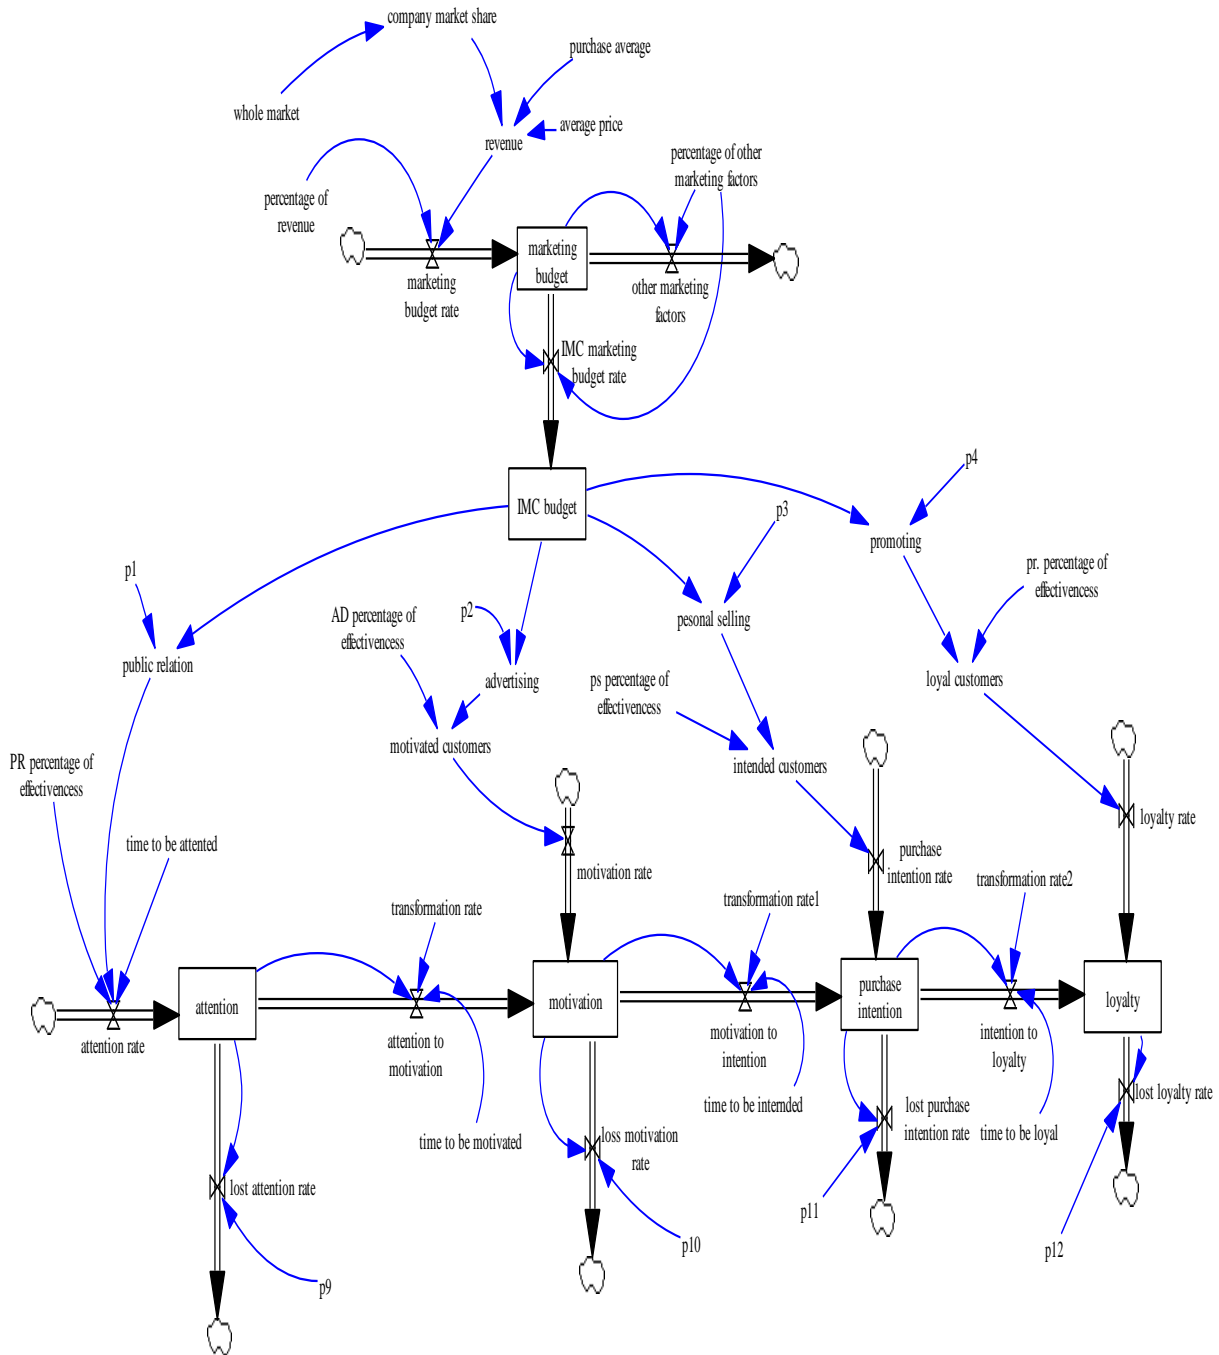 company market share
purchase average
whole market
average price
revenue
percentage of other
marketing factors
percentage of
revenue
marketing
budget
marketing
budget rate
other marketing
factors
IMC marketing
budget rate
p4
IMC budget
p3
promoting
p1
pr. percentage of
effectivencess
AD percentage of
effectivencess
p2
pesonal selling
public relation
advertising
ps percentage of
effectivencess
loyal customers
motivated customers
PR percentage of
effectivencess
intended customers
loyalty rate
time to be attented
motivation rate
purchase
intention rate
transformation rate
transformation rate1
transformation rate2
attention
motivation
purchase
intention
loyalty
attention rate
attention to
motivation
motivation to
intention
intention to
loyalty
time to be motivated
time to be internded
lost purchase
intention rate
time to be loyal
lost loyalty rate
loss motivation
rate
lost attention rate
p11
p10
p12
p9